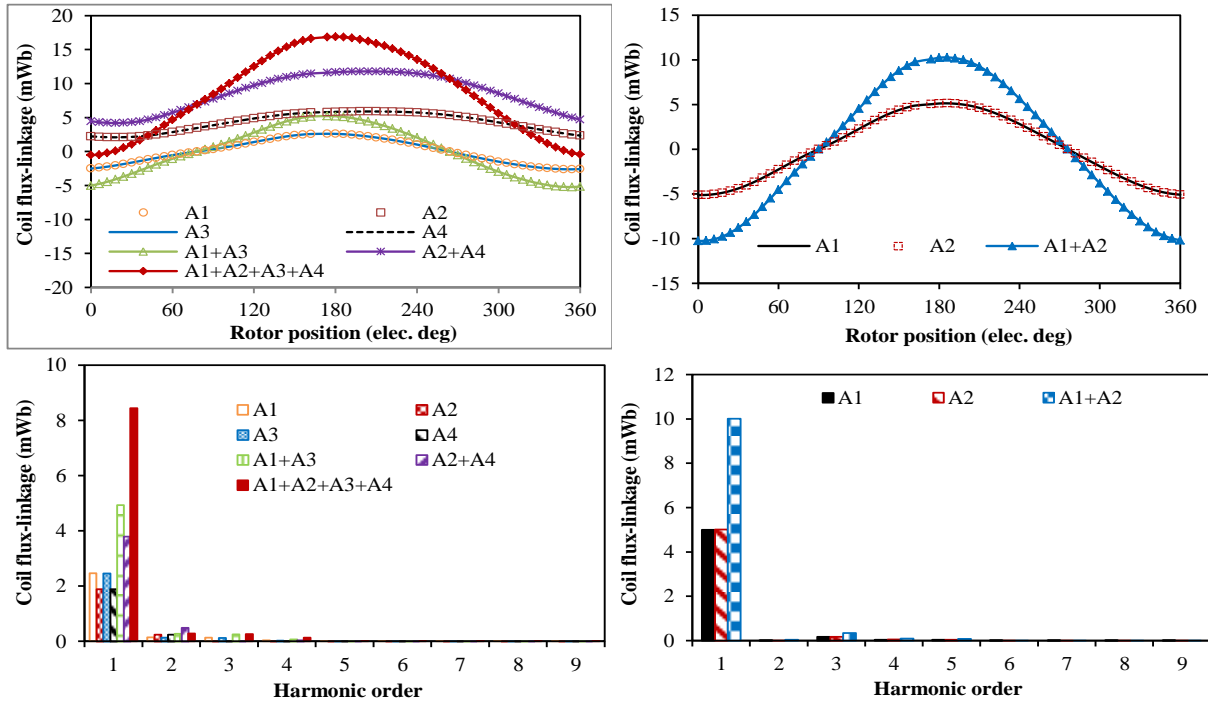 Coil flux-linkage (mWb)
20
15
10
5
0
-5
-10
-15
-20
A1
A2
A3
A4
A1+A3
A2+A4
A1+A2+A3+A4
0 60 120 180 240 300 360
Rotor position (elec. deg)
Coil flux-linkage (mWb)
15
10
5
0
-5
-10
-15
A1 A2 A1+A2
0 60 120 180 240 300 360
Rotor position (elec. deg)
Coil flux-linkage (mWb)
10
8
6
4
2
0
A1
A2
A3
A4
A1+A3
A2+A4
A1+A2+A3+A4
1 2 3 4 5 6 7 8 9
Harmonic order
Coil flux-linkage (mWb)
12
10
8
6
4
2
0
A1 A2 A1+A2
1 2 3 4 5 6 7 8 9
Harmonic order